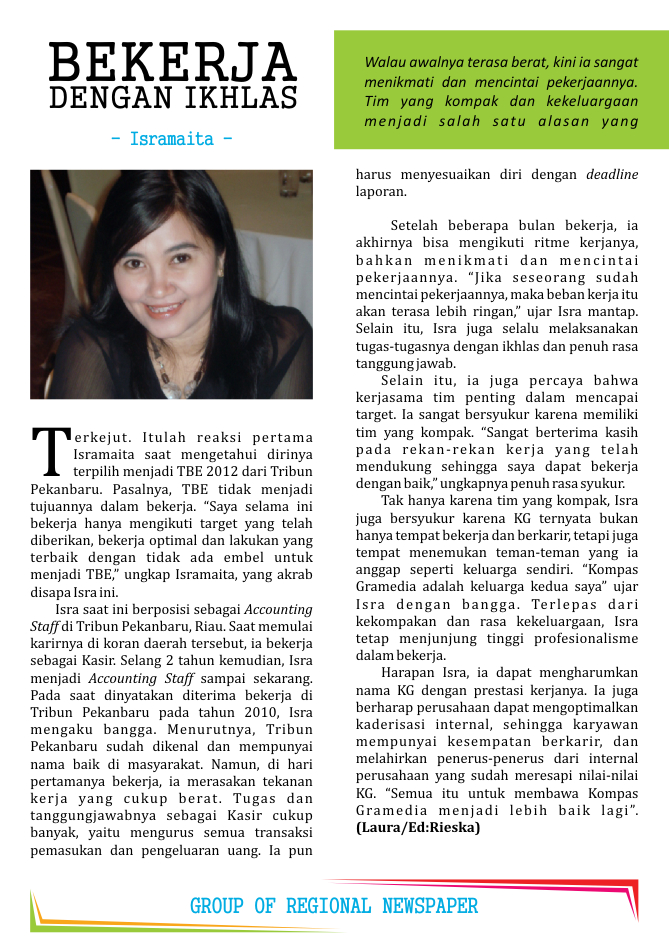 BEKERJA
DENGAN IKHLAS
- Isramaita -
Walau awalnya terasa berat, kini ia sangat
menikmati dan mencintai pekerjaannya.
Tim yang kompak dan kekeluargaan
menjadi salah satu alasan yang
Terkejut. Itulah reaksi pertama
Isramaita saat mengetahui dirinya
terpilih menjadi TBE 2012 dari Tribun
Pekanbaru. Pasalnya, TBE tidak menjadi
tujuannya dalam bekerja. “Saya selama ini
bekerja hanya mengikuti target yang telah
diberikan, bekerja optimal dan lakukan yang
terbaik dengan tidak ada embel untuk
menjadi TBE,” ungkap Isramaita, yang akrab
disapa Isra ini.
Isra saat ini berposisi sebagai Accounting
Staff di Tribun Pekanbaru, Riau. Saat memulai
karirnya di koran daerah tersebut, ia bekerja
sebagai Kasir. Selang 2 tahun kemudian, Isra
menjadi Accounting Staff sampai sekarang.
Pada saat dinyatakan diterima bekerja di
Tribun Pekanbaru pada tahun 2010, Isra
mengaku bangga. Menurutnya, Tribun
Pekanbaru sudah dikenal dan mempunyai
nama baik di masyarakat. Namun, di hari
pertamanya bekerja, ia merasakan tekanan
kerja yang cukup berat. Tugas dan
tanggungjawabnya sebagai Kasir cukup
banyak, yaitu mengurus semua transaksi
pemasukan dan pengeluaran uang. Ia pun
harus menyesuaikan diri dengan deadline
laporan.
Setelah beberapa bulan bekerja, ia
akhirnya bisa mengikuti ritme kerjanya,
bahkan menikmati dan mencintai
pekerjaannya. “Jika seseorang sudah
mencintai pekerjaannya, maka beban kerja itu
akan terasa lebih ringan,” ujar Isra mantap.
Selain itu, Isra juga selalu melaksanakan
tugas-tugasnya dengan ikhlas dan penuh rasa
tanggung jawab.
Selain itu, ia juga percaya bahwa
kerjasama tim penting dalam mencapai
target. Ia sangat bersyukur karena memiliki
tim yang kompak. “Sangat berterima kasih
pada rekan-rekan kerja yang telah
mendukung sehingga saya dapat bekerja
dengan baik,” ungkapnya penuh rasa syukur.
Tak hanya karena tim yang kompak, Isra
juga bersyukur karena KG ternyata bukan
hanya tempat bekerja dan berkarir, tetapi juga
tempat menemukan teman-teman yang ia
anggap seperti keluarga sendiri. “Kompas
Gramedia adalah keluarga kedua saya” ujar
Isra dengan bangga. Terlepas dari
kekompakan dan rasa kekeluargaan, Isra
tetap menjunjung tinggi profesionalisme
dalam bekerja.
Harapan Isra, ia dapat mengharumkan
nama KG dengan prestasi kerjanya. Ia juga
berharap perusahaan dapat mengoptimalkan
kaderisasi internal, sehingga karyawan
mempunyai kesempatan berkarir, dan
melahirkan penerus-penerus dari internal
perusahaan yang sudah meresapi nilai-nilai
KG. “Semua itu untuk membawa Kompas
Gramedia menjadi lebih baik lagi”.
(Laura/Ed:Rieska)
GROUP OF REGIONAL NEWSPAPER